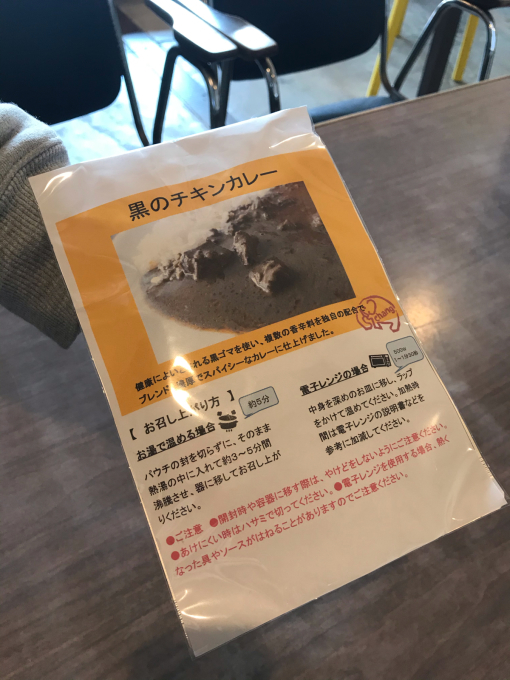 黒のチキンカレー
健康によいとされる黒ゴマを使い、複数の香辛料を独自の配合で
ブレンド 濃厚でスパイシーなカレーに仕上げました。
【 お召し上がり方 】
お湯で温める場合
約5分
パウチの封を切らずに、そのまま
熱湯の中に入れて約3～5分間
沸騰させ、器に移してお召し上が
りください。
電子レンジの場合
500W
中身を深めのお皿に移し、ラップ
をかけて温めてください。加熱時
間は電子レンジの説明書などを
参考に加減してください。
●ご注意 ●開封時や容器に移す際は、やけどをしないようにご注意ください。
●あけにくい時はハサミで切ってください。●電子レンジを使用する場合、熱く
なった具やソースがはねることがありますのでご注意ください。